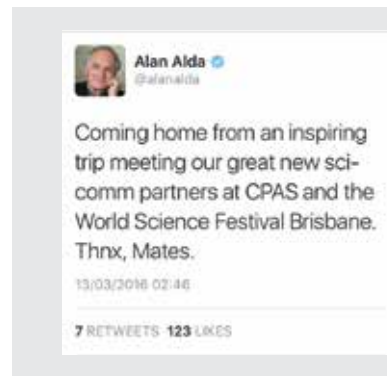 Alan Alda
@alanalda
Coming home from an inspiring
trip meeting our great new sci-
comm partners at CPAS and the
World Science Festival Brisbane.
Thnx, Mates.
13/03/2016 02:46
7 RETWEETS 123 LIKES